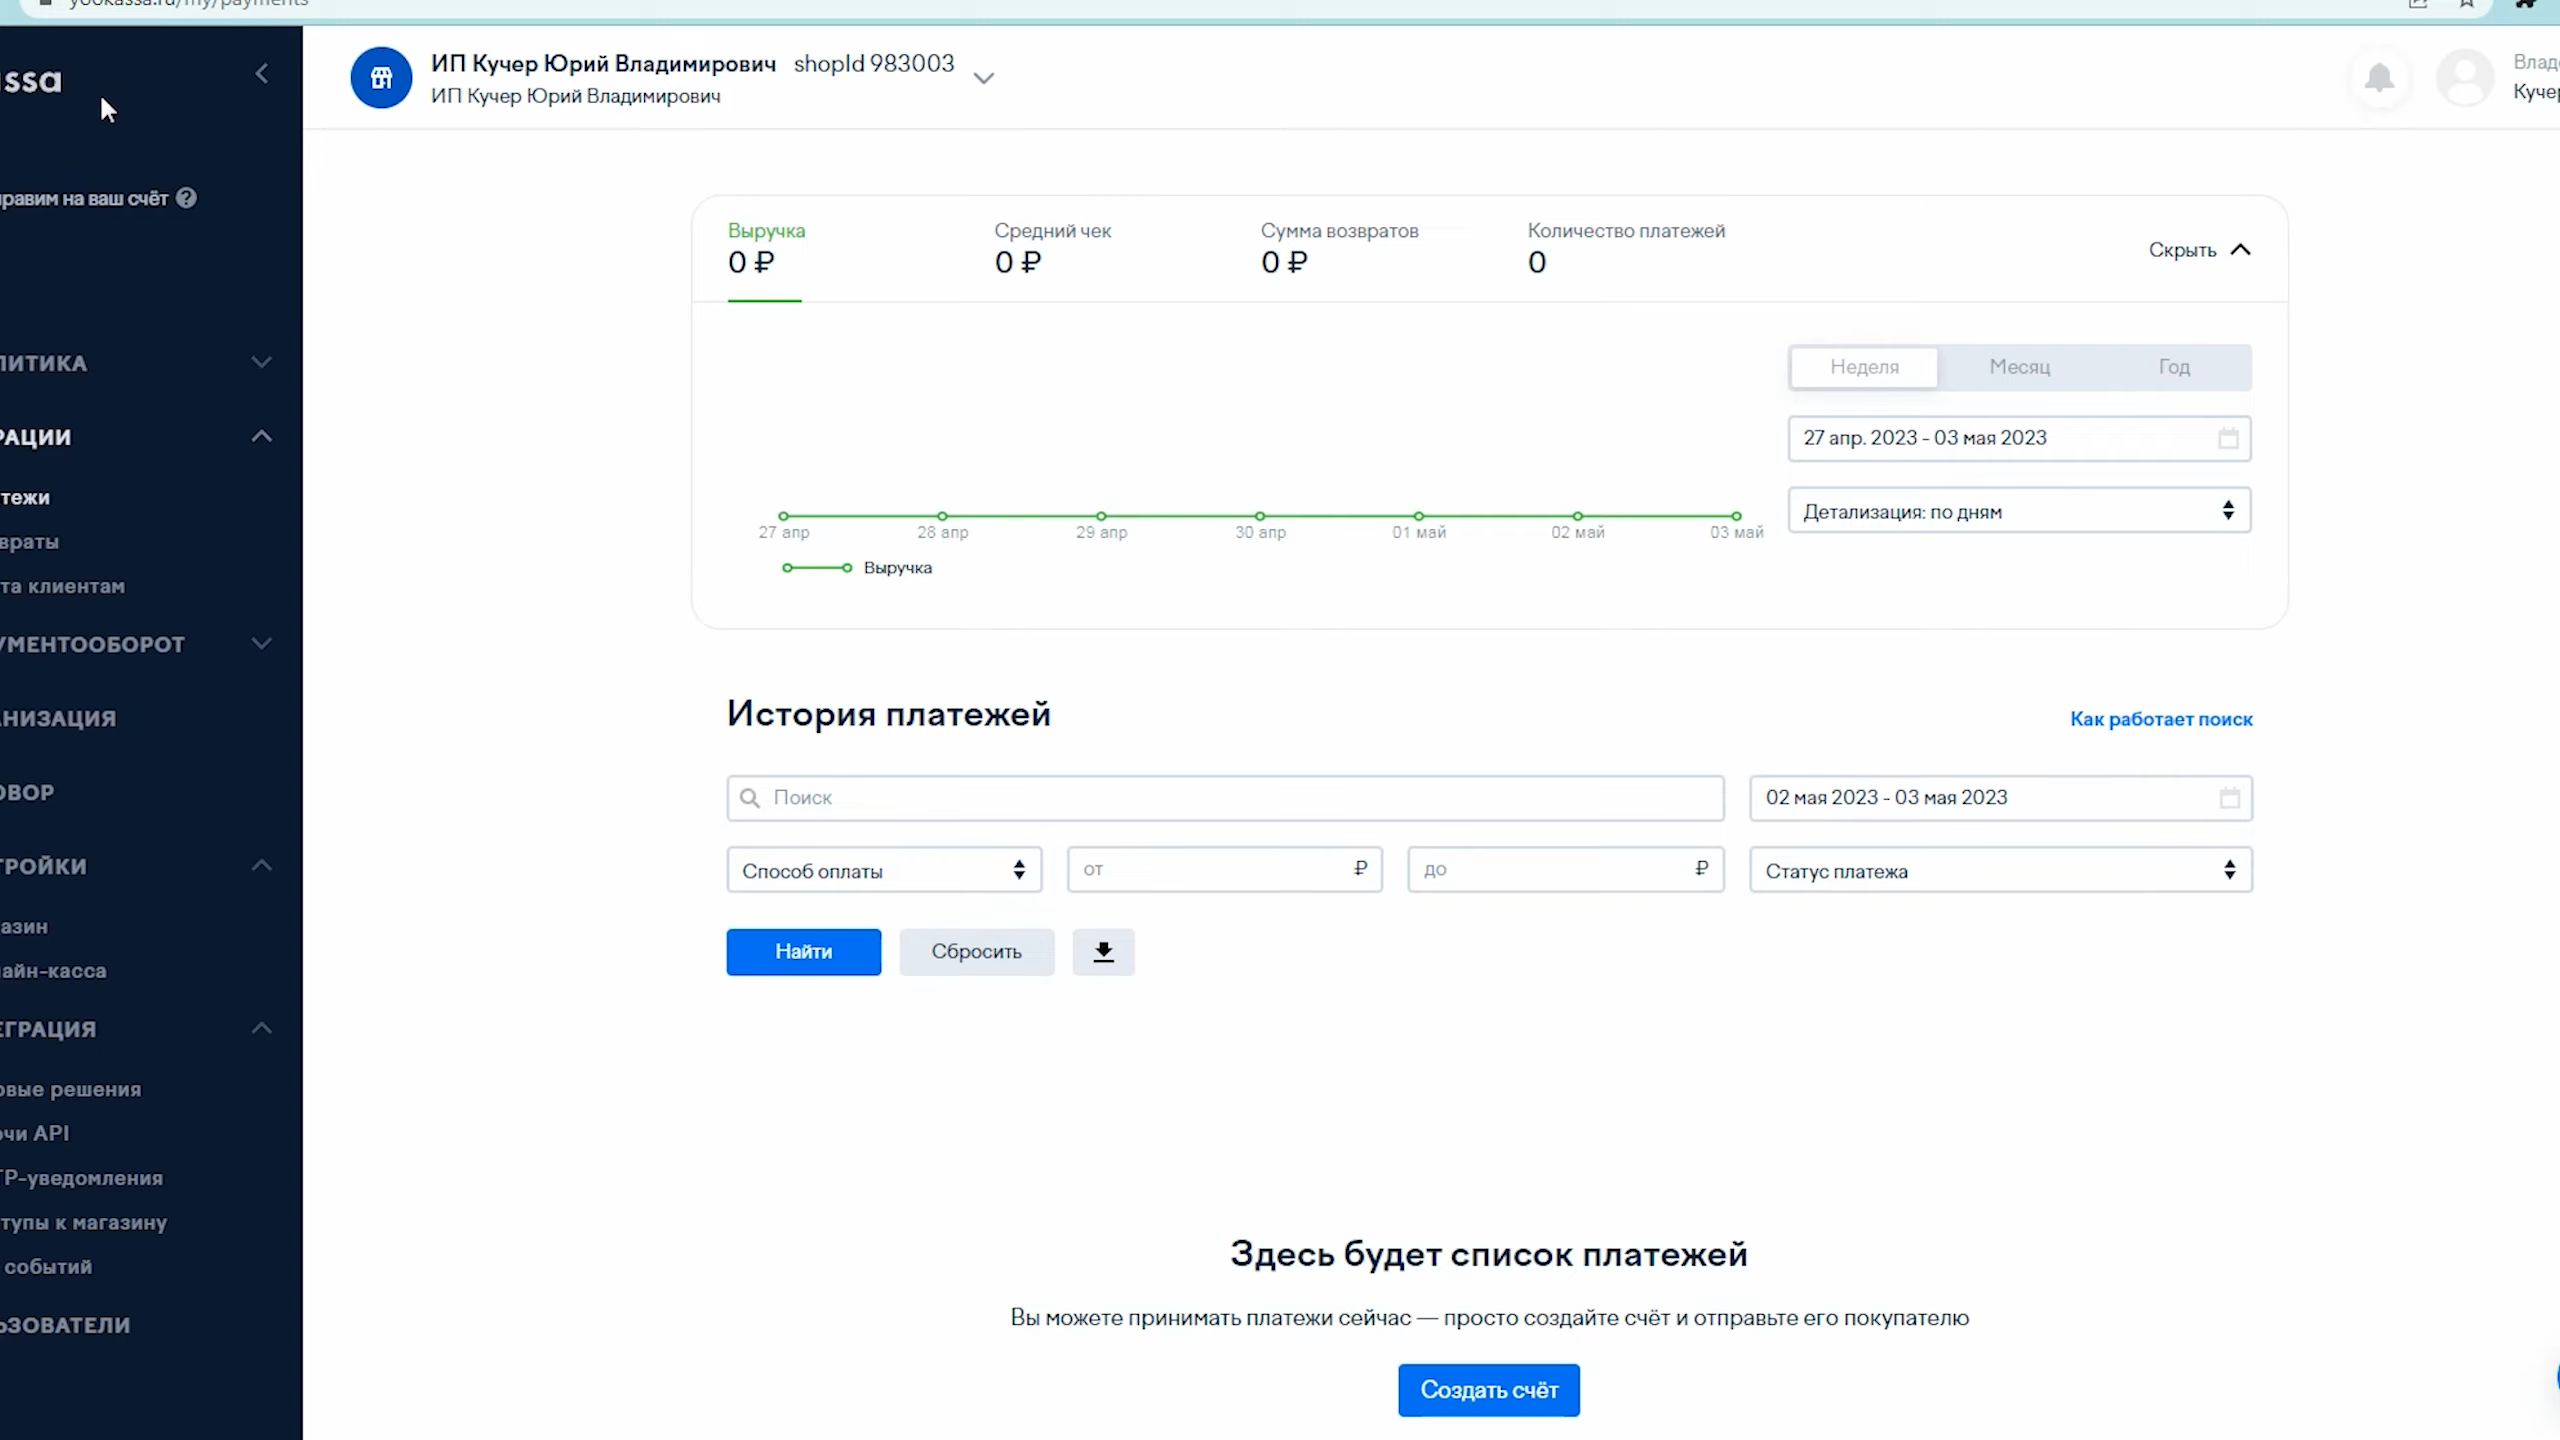 yookassa.ru/my/payments
ssa
ИП Кучер Юрий Владимирович shopId 983003
ИП Кучер Юрий Владимирович
Влад
Кучер
равим на ваш счёт
ЛИТИКА
РАЦИИ
тежи
враты
та клиентам
УМЕНТООБОРОТ
АНИЗАЦИЯ
ОВОР
ТРОЙКИ
азин
айн-касса
ЕГРАЦИЯ
овые решения
очи API
TP-уведомления
тупы к магазину
событий
ЬЗОВАТЕЛИ
Выручка
0 ₽
Средний чек
0 ₽
Сумма возвратов
0 ₽
Количество платежей
0
Скрыть
Неделя Месяц Год
27 апр. 2023 - 03 мая 2023
Детализация: по дням
27 апр 28 апр 29 апр 30 апр 01 май 02 май 03 май
Выручка
История платежей
Как работает поиск
Поиск
02 мая 2023 - 03 мая 2023
Способ оплаты
от ₽
до ₽
Статус платежа
Найти
Сбросить
Здесь будет список платежей
Вы можете принимать платежи сейчас — просто создайте счёт и отправьте его покупателю
Создать счёт